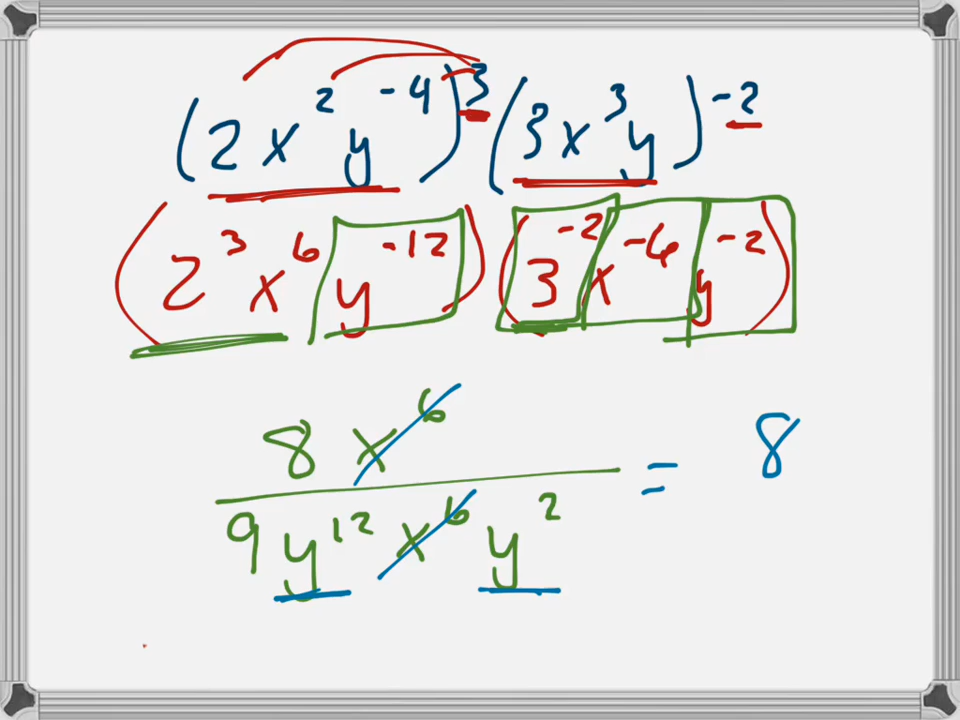 (2x²y⁻⁴)³(3x³y)⁻²
(2³x⁶y⁻¹²)(3⁻²x⁻⁶y⁻²)
8x⁶
9y¹²x⁶y² = 8